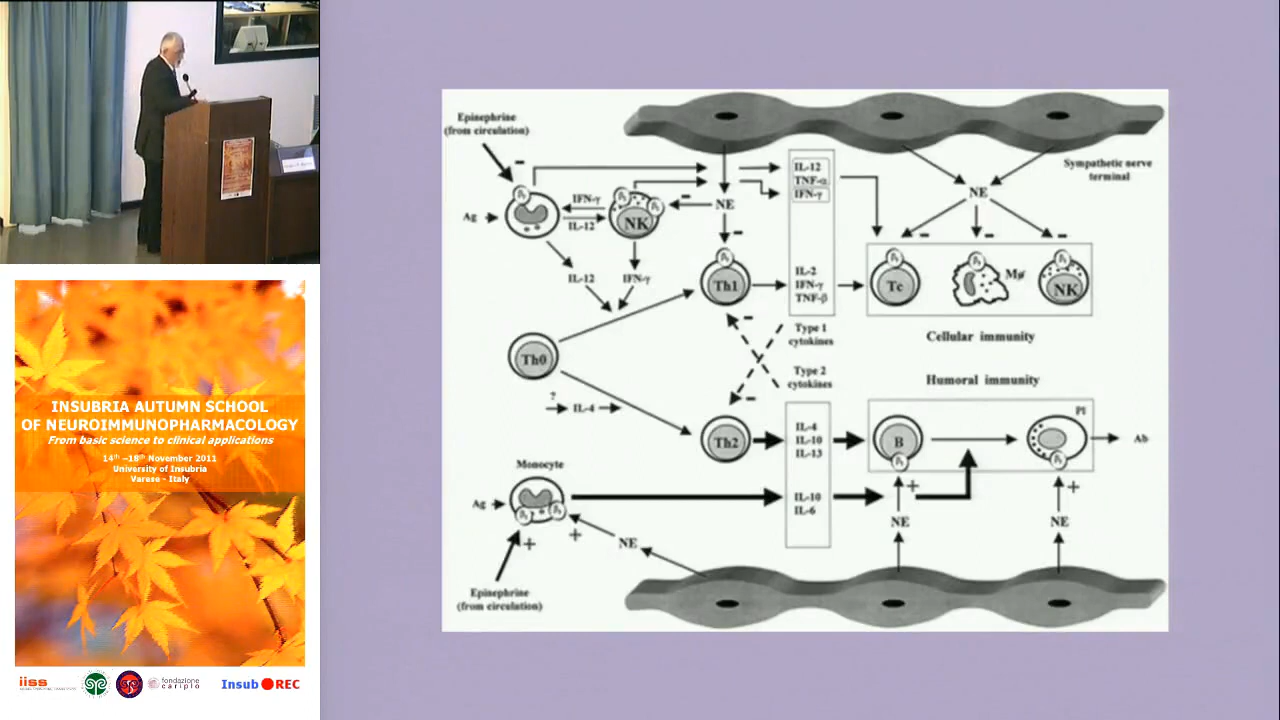 INSUBRIA AUTUMN SCHOOL
OF NEUROIMMUNOPHARMACOLOGY
From basic science to clinical applications
14th –18th November 2011
University of Insubria
Varese - Italy
iiss
fondazione
cariplo
Insub REC
Epinephrine
(from circulation)
Sympathetic nerve
terminal
NE
IL-12
TNF-α
IFN-γ
–
NE
–
IFN-γ
IL-12
Ag
NK
–
–
–
–
IL-12
IFN-γ
Th1
IL-2
IFN-γ
TNF-β
Tc
Mφ
NK
–
Type 1
cytokines
Cellular immunity
Th0
Type 2
cytokines
Humoral immunity
?
IL-4
–
Th2
IL-4
IL-10
IL-13
B
Pl
Ab
Monocyte
Ag
IL-10
IL-6
+
+
+
+
NE
NE
NE
Epinephrine
(from circulation)